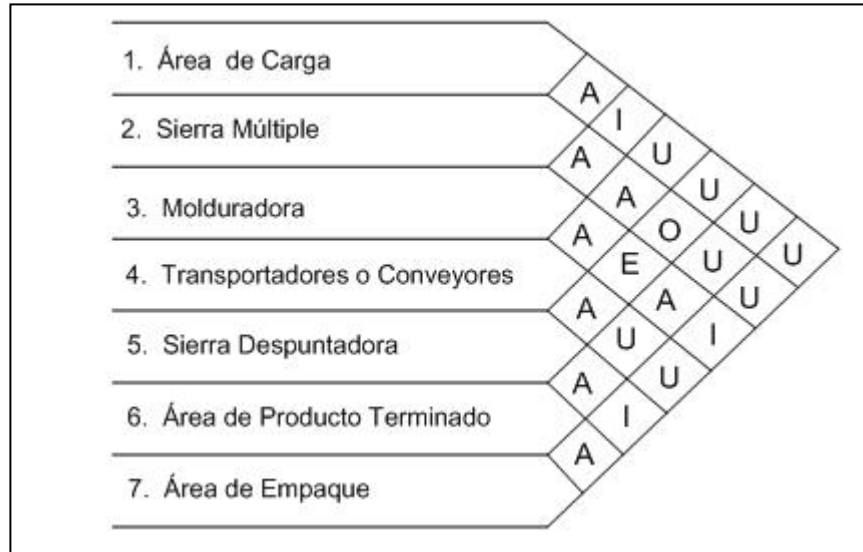 1. Área de Carga
2. Sierra Múltiple
3. Molduradora
4. Transportadores o Conveyores
5. Sierra Despuntadora
6. Área de Producto Terminado
7. Área de Empaque
A I U U U U
A A O U U
A E A I
A U U
A I
A